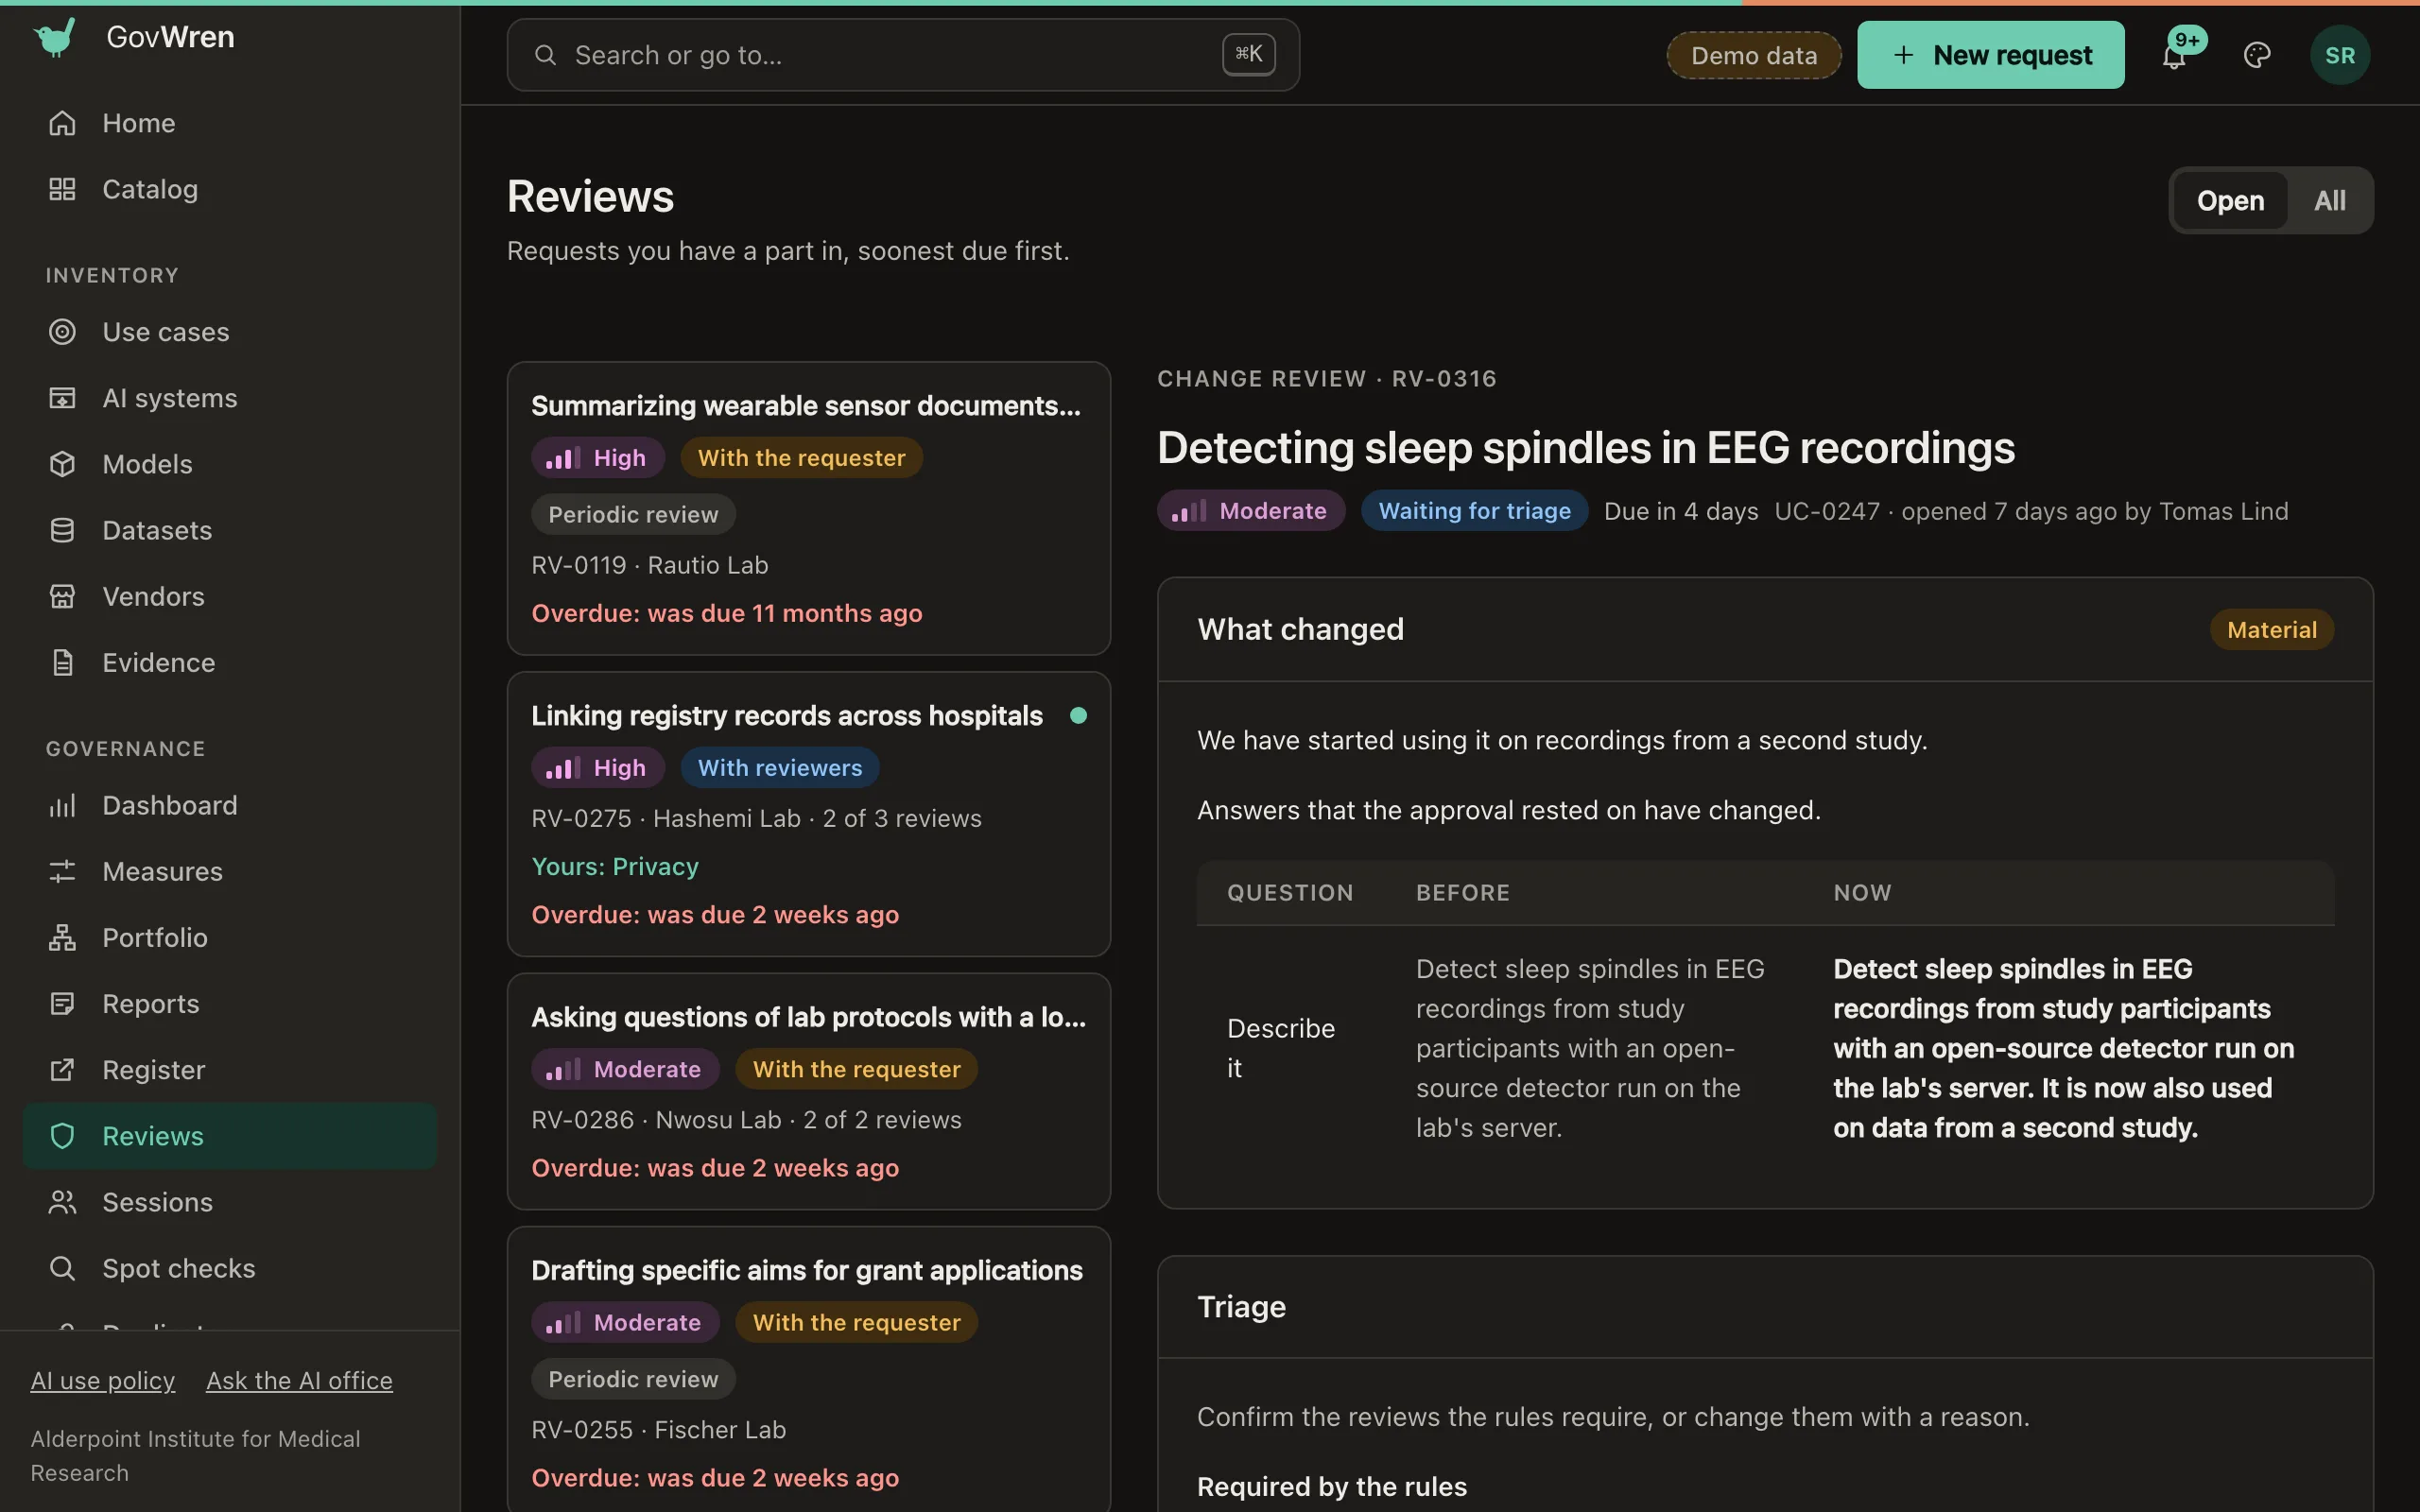 GovWren
Home
Catalog
INVENTORY
Use cases
AI systems
Models
Datasets
Vendors
Evidence
GOVERNANCE
Dashboard
Measures
Portfolio
Reports
Register
Reviews
Sessions
Spot checks
AI use policy Ask the AI office
Alderpoint Institute for Medical
Research
Search or go to... ⌘K
Demo data
+ New request
9+
SR
Reviews
Requests you have a part in, soonest due first.
Open All
Summarizing wearable sensor documents...
High With the requester
Periodic review
RV-0119 · Rautio Lab
Overdue: was due 11 months ago
Linking registry records across hospitals
High With reviewers
RV-0275 · Hashemi Lab · 2 of 3 reviews
Yours: Privacy
Overdue: was due 2 weeks ago
Asking questions of lab protocols with a lo...
Moderate With the requester
RV-0286 · Nwosu Lab · 2 of 2 reviews
Overdue: was due 2 weeks ago
Drafting specific aims for grant applications
Moderate With the requester
Periodic review
RV-0255 · Fischer Lab
Overdue: was due 2 weeks ago
CHANGE REVIEW · RV-0316
Detecting sleep spindles in EEG recordings
Moderate Waiting for triage Due in 4 days UC-0247 · opened 7 days ago by Tomas Lind
What changed
Material
We have started using it on recordings from a second study.
Answers that the approval rested on have changed.
QUESTION BEFORE NOW
Describe
it
Detect sleep spindles in EEG
recordings from study
participants with an open-
source detector run on the
lab's server.
Detect sleep spindles in EEG
recordings from study participants
with an open-source detector run on
the lab's server. It is now also used
on data from a second study.
Triage
Confirm the reviews the rules require, or change them with a reason.
Required by the rules